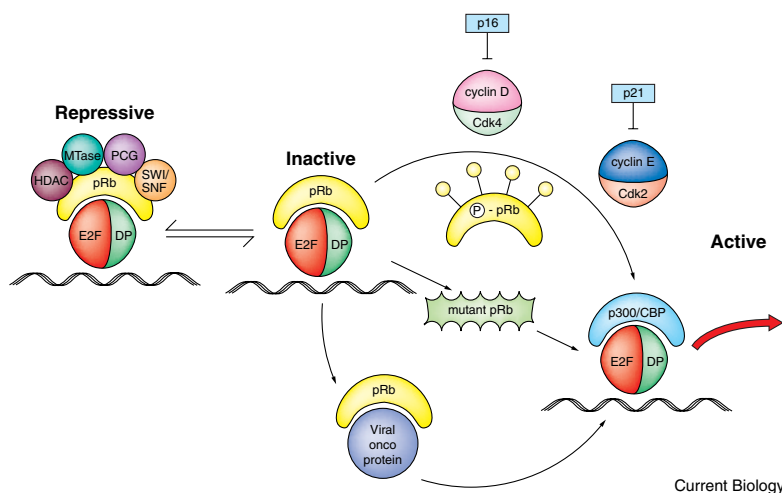 Repressive
HDAC
MTase
PCG
SWI/
SNF
pRb
E2F
DP
Inactive
pRb
E2F
DP
p16
cyclin D
Cdk4
p21
cyclin E
Cdk2
P - pRb
mutant pRb
pRb
Viral
onco
protein
Active
p300/CBP
E2F
DP
Current Biology